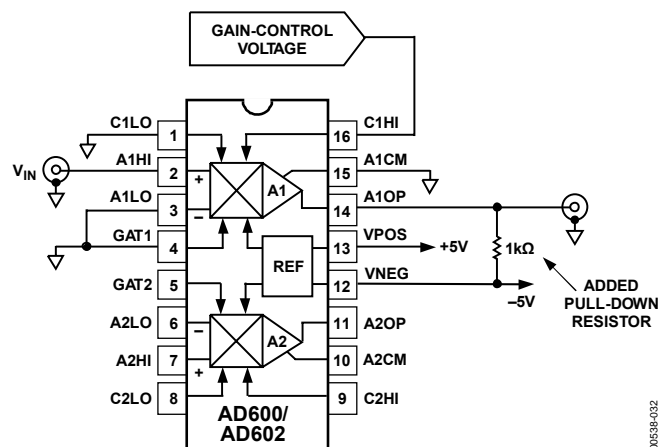 GAIN-CONTROL
VOLTAGE
C1LO
1
16
C1HI
VIN
A1HI
2
+
A1
15
A1CM
A1LO
3
–
14
A1OP
GAT1
4
REF
13
VPOS
+5V
1kΩ
GAT2
5
12
VNEG
–5V
ADDED
PULL-DOWN
RESISTOR
A2LO
6
–
A2
11
A2OP
A2HI
7
+
10
A2CM
C2LO
8
9
C2HI
AD600/
AD602
00538-032